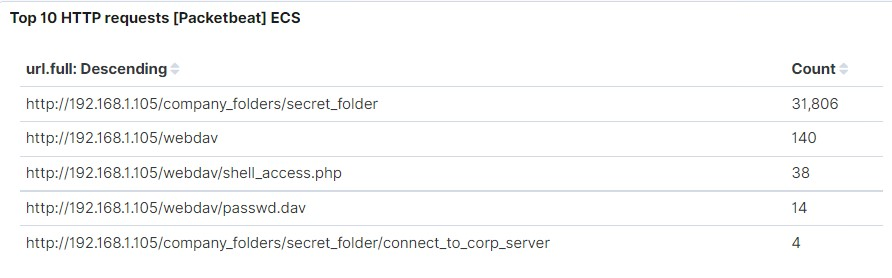 Top 10 HTTP requests [Packetbeat] ECS
url.full: Descending Count
http://192.168.1.105/company_folders/secret_folder 31,806
http://192.168.1.105/webdav 140
http://192.168.1.105/webdav/shell_access.php 38
http://192.168.1.105/webdav/passwd.dav 14
http://192.168.1.105/company_folders/secret_folder/connect_to_corp_server 4